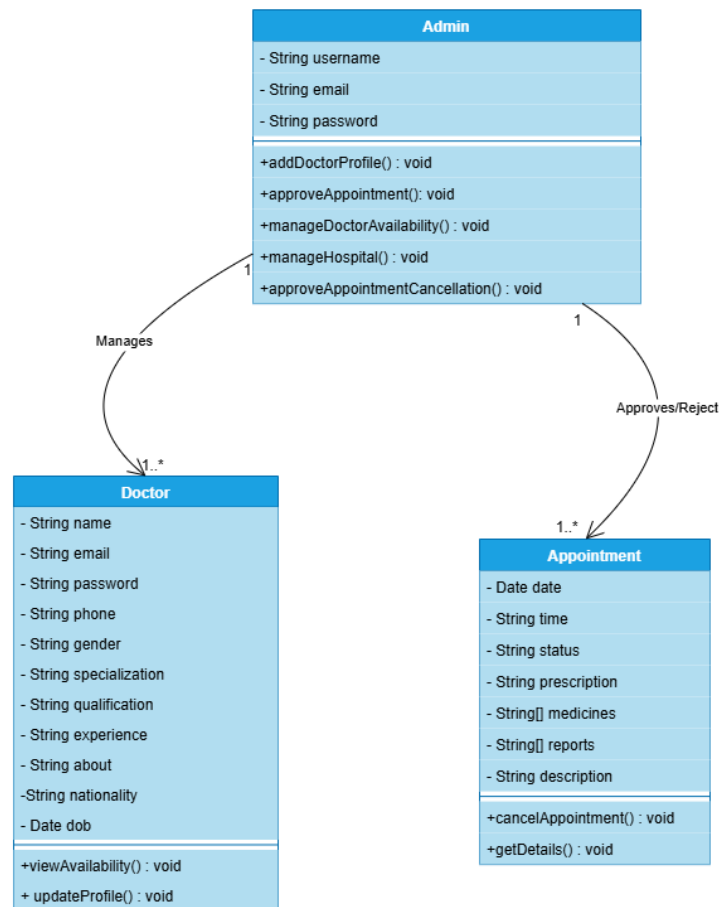 Admin
- String username
- String email
- String password
+addDoctorProfile() : void
+approveAppointment(): void
+manageDoctorAvailability() : void
+manageHospital() : void
+approveAppointmentCancellation() : void
1
1
Manages
Approves/Reject
1..*
1..*
Doctor
- String name
- String email
- String password
- String phone
- String gender
- String specialization
- String qualification
- String experience
- String about
-String nationality
- Date dob
+viewAvailability() : void
+ updateProfile() : void
Appointment
- Date date
- String time
- String status
- String prescription
- String[] medicines
- String[] reports
- String description
+cancelAppointment() : void
+getDetails() : void